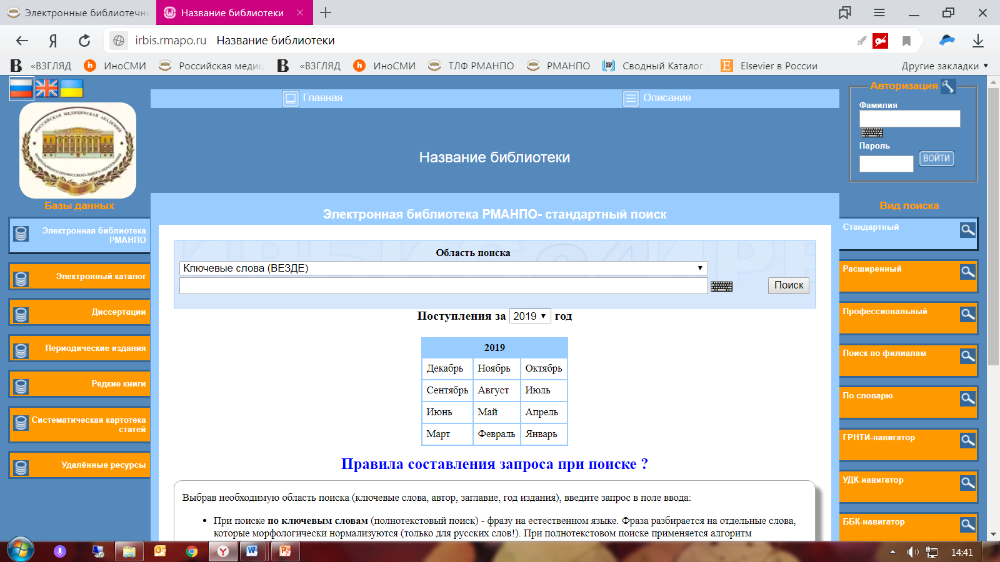 Электронные библиотечн
Название библиотеки
irbis.rmapo.ru Название библиотеки
«ВЗГЛЯД
ИноСМИ
Российская медиц
«ВЗГЛЯД
ИноСМИ
ТЛФ РМАНПО
РМАНПО
Сводный Каталог
Elsevier в России
Другие закладки
Главная
Описание
Авторизация
Фамилия
Пароль
ВОЙТИ
РОССИЙСКАЯ МЕДИЦИНСКАЯ АКАДЕМИЯ
Название библиотеки
Базы данных
Электронная библиотека
РМАНПО
Электронный каталог
Диссертации
Периодические издания
Редкие книги
Систематическая картотека
статей
Удалённые ресурсы
Электронная библиотека РМАНПО- стандартный поиск
Область поиска
Ключевые слова (ВЕЗДЕ)
Поиск
Поступления за 2019 год
2019
Декабрь Ноябрь Октябрь
Сентябрь Август Июль
Июнь Май Апрель
Март Февраль Январь
Правила составления запроса при поиске ?
Выбрав необходимую область поиска (ключевые слова, автор, заглавие, год издания), введите запрос в поле ввода:
При поиске по ключевым словам (полнотекстовый поиск) - фразу на естественном языке. Фраза разбирается на отдельные слова,
которые морфологически нормализуются (только для русских слов!). При полнотекстовом поиске применяется алгоритм
Вид поиска
Стандартный
Расширенный
Профессиональный
Поиск по филиалам
По словарю
ГРНТИ-навигатор
УДК-навигатор
ББК-навигатор
14:41